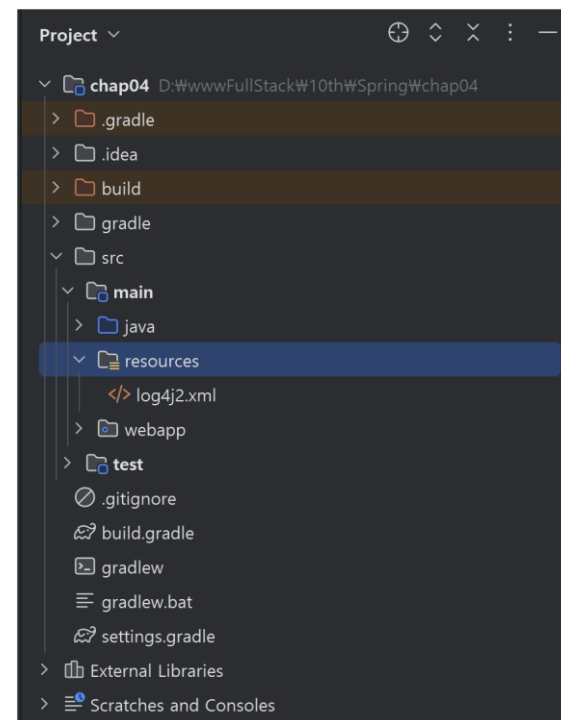 Project
chap04 D:₩wwwFullStack₩10th₩Spring₩chap04
.gradle
.idea
build
gradle
src
main
java
resources
</> log4j2.xml
webapp
test
.gitignore
build.gradle
gradlew
gradlew.bat
settings.gradle
External Libraries
Scratches and Consoles